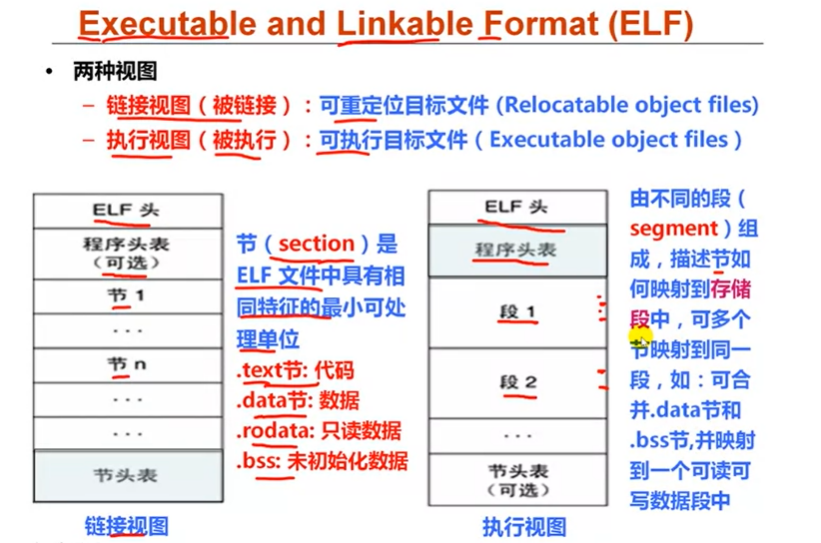 Executable and Linkable Format (ELF)
• 两种视图
– 链接视图（被链接）：可重定位目标文件 (Relocatable object files)
– 执行视图（被执行）：可执行目标文件（Executable object files）
ELF 头
程序头表
（可选）
节 1
···
节 n
···
···
节头表
链接视图
节（section）是
ELF 文件中具有相
同特征的最小可处
理单位
.text节: 代码
.data节: 数据
.rodata: 只读数据
.bss: 未初始化数据
ELF 头
程序头表
段 1
段 2
···
节头表
（可选）
执行视图
由不同的段（
segment）组
成，描述节如
何映射到存储
段中，可多个
节映射到同一
段，如：可合
并.data节和
.bss节,并映射
到一个可读可
写数据段中